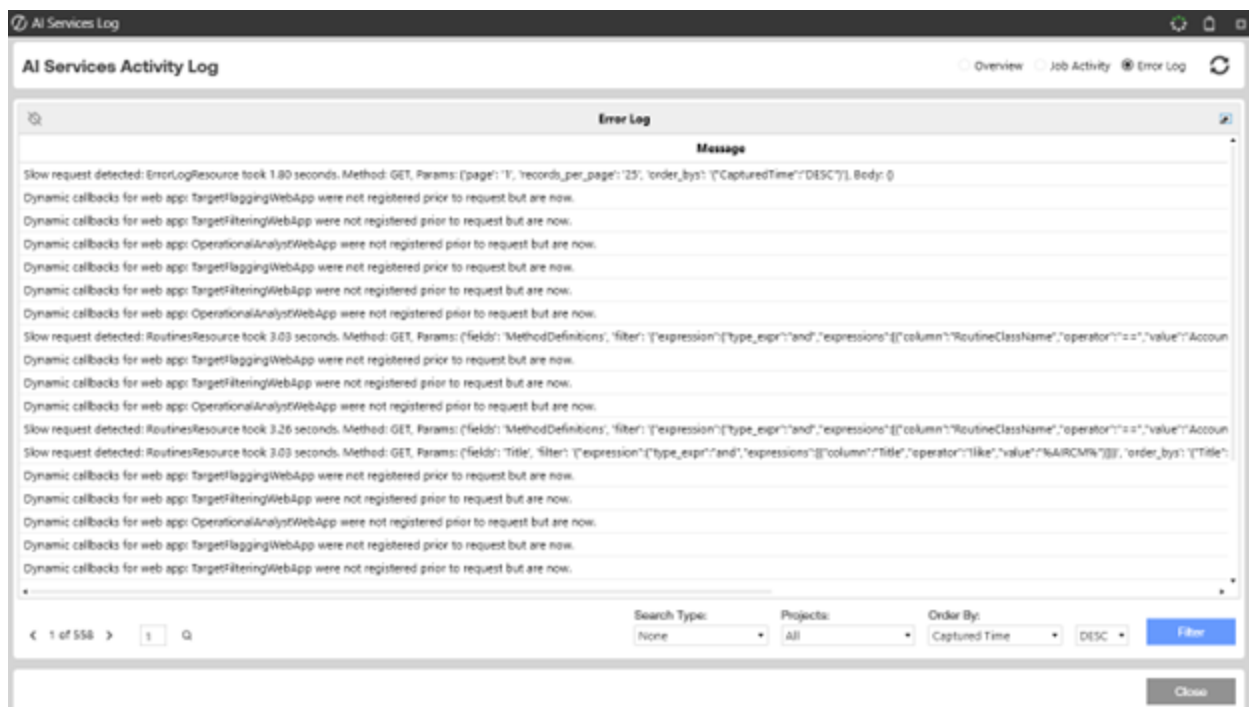 AI Services Log
AI Services Activity Log
Overview Job Activity Error Log
Error Log
Message
Slow request detected: ErrorLogResource took 1.80 seconds. Method: GET, Params: {'page': '1', 'records_per_page': '25', 'order_bys': '{"CapturedTime":"DESC"}'}, Body: {}
Dynamic callbacks for web app: TargetFlaggingWebApp were not registered prior to request but are now.
Dynamic callbacks for web app: TargetFilteringWebApp were not registered prior to request but are now.
Dynamic callbacks for web app: OperationalAnalystWebApp were not registered prior to request but are now.
Dynamic callbacks for web app: TargetFlaggingWebApp were not registered prior to request but are now.
Dynamic callbacks for web app: TargetFilteringWebApp were not registered prior to request but are now.
Dynamic callbacks for web app: OperationalAnalystWebApp were not registered prior to request but are now.
Slow request detected: RoutinesResource took 3.03 seconds. Method: GET, Params: {'fields': 'MethodDefinitions', 'filter': '{"expression":{"type_expr":"and","expressions":[{"column":"RoutineClassName","operator":"==","value":"Accoun
Dynamic callbacks for web app: TargetFlaggingWebApp were not registered prior to request but are now.
Dynamic callbacks for web app: TargetFilteringWebApp were not registered prior to request but are now.
Dynamic callbacks for web app: OperationalAnalystWebApp were not registered prior to request but are now.
Slow request detected: RoutinesResource took 3.26 seconds. Method: GET, Params: {'fields': 'MethodDefinitions', 'filter': '{"expression":{"type_expr":"and","expressions":[{"column":"RoutineClassName","operator":"==","value":"Accoun
Slow request detected: RoutinesResource took 3.03 seconds. Method: GET, Params: {'fields': 'Title', 'filter': '{"expression":{"type_expr":"and","expressions":[{"column":"Title","operator":"ilike","value":"%AIRCM%"}]}}', 'order_bys': '{"Title":
Dynamic callbacks for web app: TargetFlaggingWebApp were not registered prior to request but are now.
Dynamic callbacks for web app: TargetFilteringWebApp were not registered prior to request but are now.
Dynamic callbacks for web app: OperationalAnalystWebApp were not registered prior to request but are now.
Dynamic callbacks for web app: TargetFlaggingWebApp were not registered prior to request but are now.
Dynamic callbacks for web app: TargetFilteringWebApp were not registered prior to request but are now.
Search Type: Projects: Order By:
1 of 558 1 None All Captured Time DESC Filter
Close